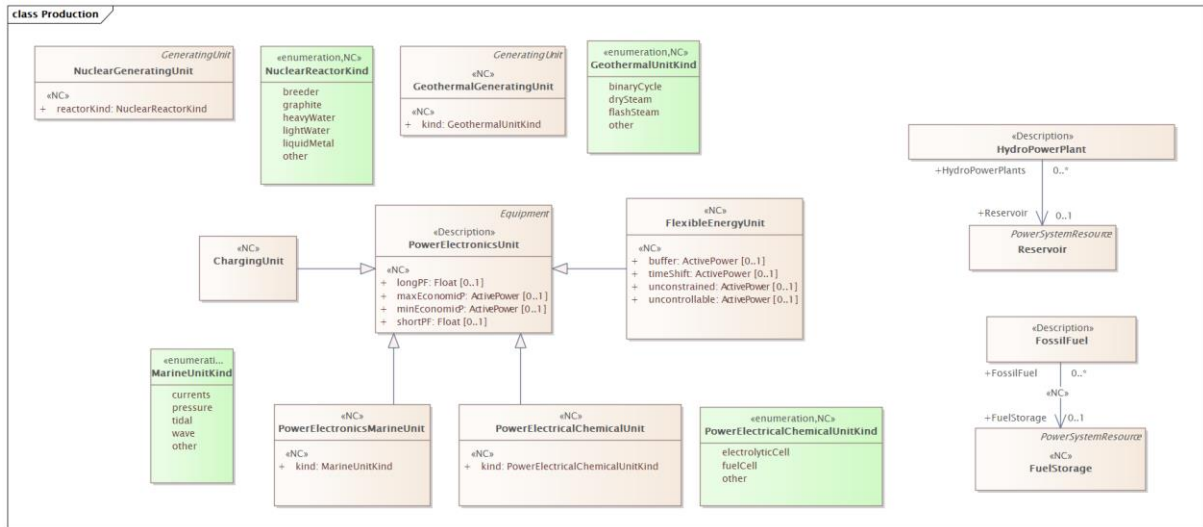 class Production
GeneratingUnit
NuclearGeneratingUnit
«NC»
+ reactorKind: NuclearReactorKind
«enumeration,NC»
NuclearReactorKind
breeder
graphite
heavyWater
lightWater
liquidMetal
other
GeneratingUnit
«NC»
GeothermalGeneratingUnit
«NC»
+ kind: GeothermalUnitKind
«enumeration,NC»
GeothermalUnitKind
binaryCycle
drySteam
flashSteam
other
«Description»
HydroPowerPlant
+HydroPowerPlants 0..*
+Reservoir 0..1
PowerSystemResource
Reservoir
«NC»
ChargingUnit
Equipment
«Description»
PowerElectronicsUnit
«NC»
+ longPF: Float [0..1]
+ maxEconomicP: ActivePower [0..1]
+ minEconomicP: ActivePower [0..1]
+ shortPF: Float [0..1]
«NC»
FlexibleEnergyUnit
«NC»
+ buffer: ActivePower [0..1]
+ timeShift: ActivePower [0..1]
+ unconstrained: ActivePower [0..1]
+ uncontrollable: ActivePower [0..1]
«Description»
FossilFuel
+FossilFuel 0..*
«NC»
+FuelStorage 0..1
PowerSystemResource
«NC»
FuelStorage
«enumerati...
MarineUnitKind
currents
pressure
tidal
wave
other
«NC»
PowerElectronicsMarineUnit
«NC»
+ kind: MarineUnitKind
«NC»
PowerElectricalChemicalUnit
«NC»
+ kind: PowerElectricalChemicalUnitKind
«enumeration,NC»
PowerElectricalChemicalUnitKind
electrolyticCell
fuelCell
other